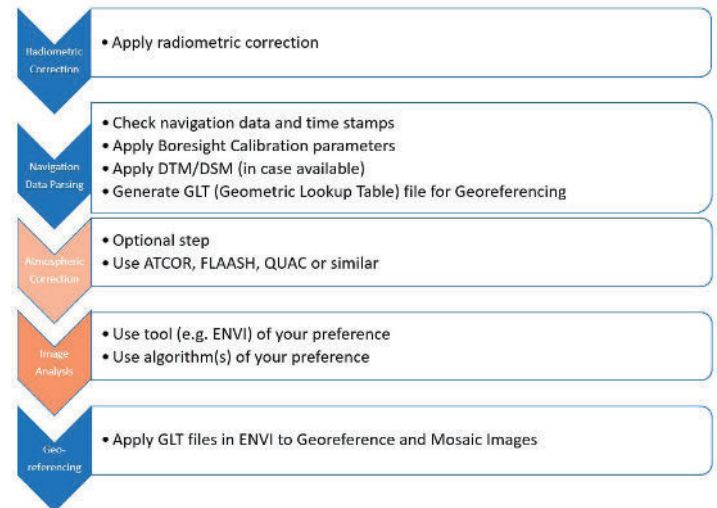 Radiometric
Correction
• Apply radiometric correction
Navigation
Data Parsing
• Check navigation data and time stamps
• Apply Boresight Calibration parameters
• Apply DTM/DSM (in case available)
• Generate GLT (Geometric Lookup Table) file for Georeferencing
Atmospheric
Correction
• Optional step
• Use ATCOR, FLAASH, QUAC or similar
Image
Analysis
• Use tool (e.g. ENVI) of your preference
• Use algorithm(s) of your preference
Geo-
referencing
• Apply GLT files in ENVI to Georeference and Mosaic Images